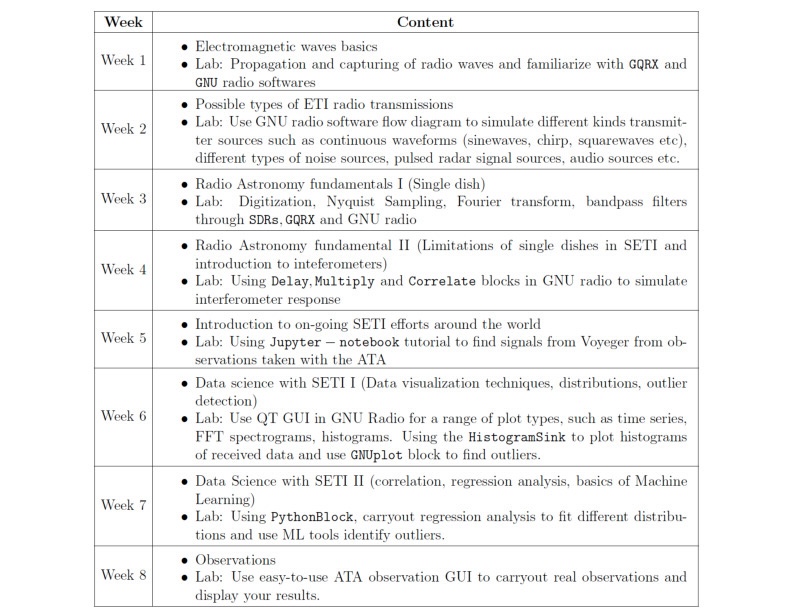 Week Content
Week 1
• Electromagnetic waves basics
• Lab: Propagation and capturing of radio waves and familiarize with GQRX and
GNU radio softwares
Week 2
• Possible types of ETI radio transmissions
• Lab: Use GNU radio software flow diagram to simulate different kinds transmit-
ter sources such as continuous waveforms (sinewaves, chirp, squarewaves etc),
different types of noise sources, pulsed radar signal sources, audio sources etc.
Week 3
• Radio Astronomy fundamentals I (Single dish)
• Lab: Digitization, Nyquist Sampling, Fourier transform, bandpass filters
through SDRs, GQRX and GNU radio
Week 4
• Radio Astronomy fundamental II (Limitations of single dishes in SETI and
introduction to inteferometers)
• Lab: Using Delay, Multiply and Correlate blocks in GNU radio to simulate
interferometer response
Week 5
• Introduction to on-going SETI efforts around the world
• Lab: Using Jupyter − notebook tutorial to find signals from Voyeger from ob-
servations taken with the ATA
Week 6
• Data science with SETI I (Data visualization techniques, distributions, outlier
detection)
• Lab: Use QT GUI in GNU Radio for a range of plot types, such as time series,
FFT spectrograms, histograms. Using the HistogramSink to plot histograms
of received data and use GNUplot block to find outliers.
Week 7
• Data Science with SETI II (correlation, regression analysis, basics of Machine
Learning)
• Lab: Using PythonBlock, carryout regression analysis to fit different distribu-
tions and use ML tools identify outliers.
Week 8
• Observations
• Lab: Use easy-to-use ATA observation GUI to carryout real observations and
display your results.